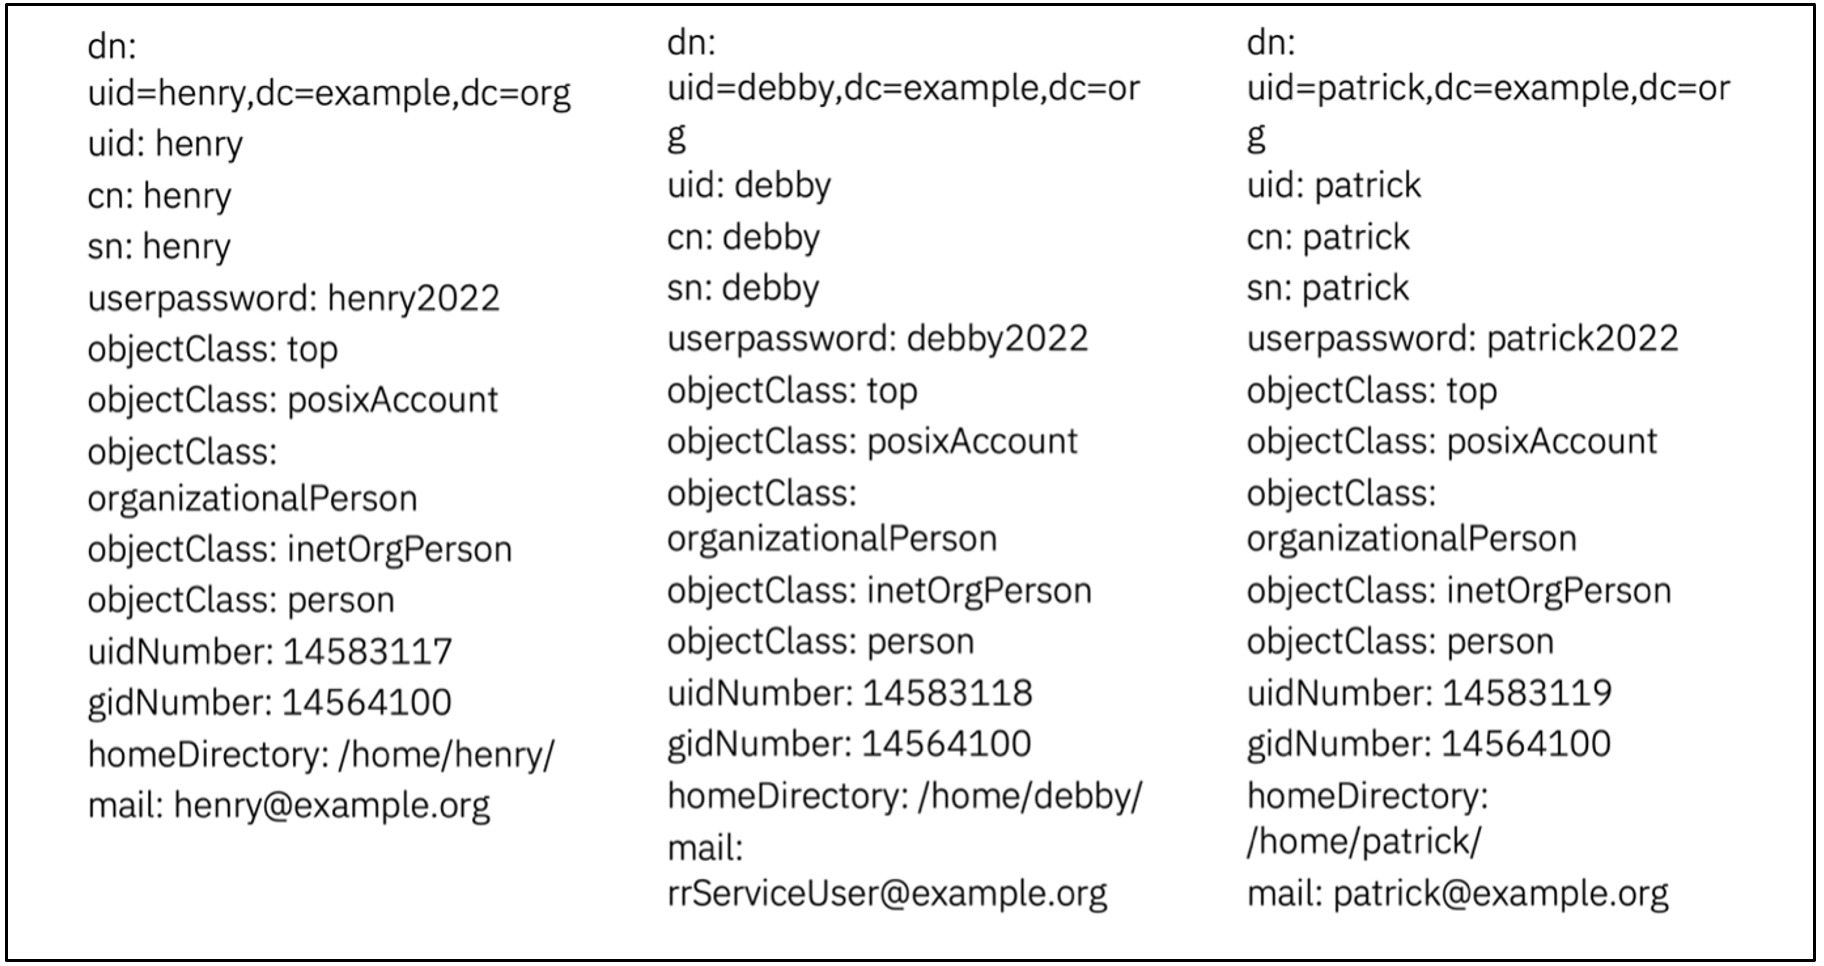 dn:
uid=henry,dc=example,dc=org
uid: henry
cn: henry
sn: henry
userpassword: henry2022
objectClass: top
objectClass: posixAccount
objectClass:
organizationalPerson
objectClass: inetOrgPerson
objectClass: person
uidNumber: 14583117
gidNumber: 14564100
homeDirectory: /home/henry/
mail: henry@example.org
dn:
uid=debby,dc=example,dc=or
g
uid: debby
cn: debby
sn: debby
userpassword: debby2022
objectClass: top
objectClass: posixAccount
objectClass:
organizationalPerson
objectClass: inetOrgPerson
objectClass: person
uidNumber: 14583118
gidNumber: 14564100
homeDirectory: /home/debby/
mail:
rrServiceUser@example.org
dn:
uid=patrick,dc=example,dc=or
g
uid: patrick
cn: patrick
sn: patrick
userpassword: patrick2022
objectClass: top
objectClass: posixAccount
objectClass:
organizationalPerson
objectClass: inetOrgPerson
objectClass: person
uidNumber: 14583119
gidNumber: 14564100
homeDirectory:
/home/patrick/
mail: patrick@example.org